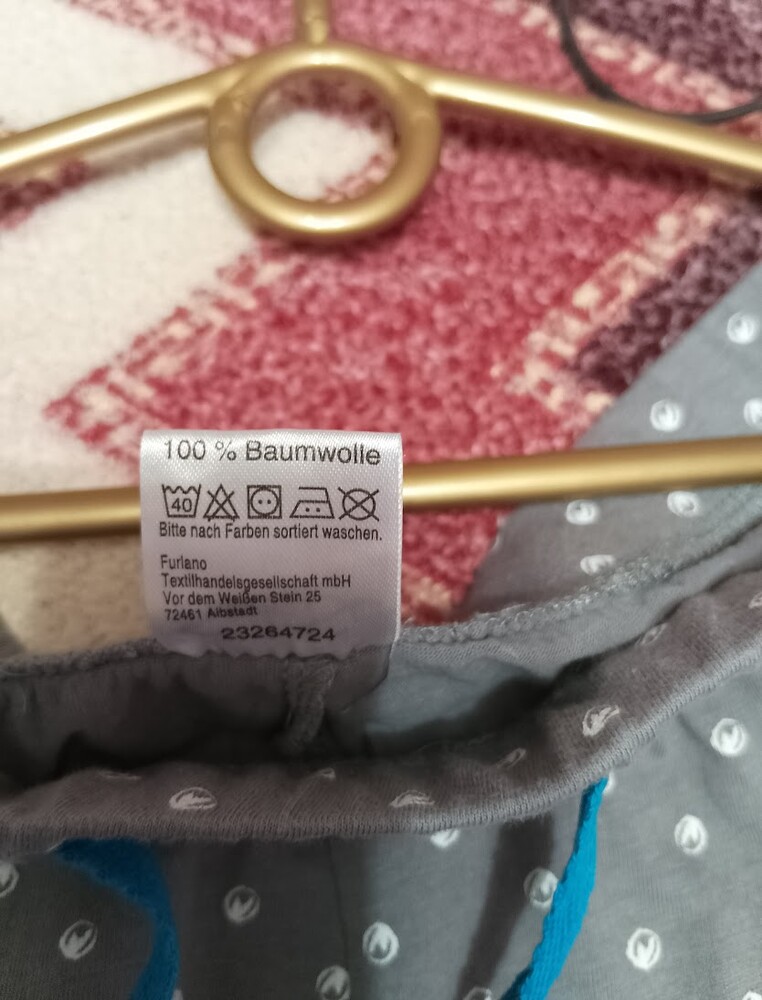 100 % Baumwolle
40
Bitte nach Farben sortiert waschen.
Furlano
Textilhandelsgesellschaft mbH
Vor dem Weißen Stein 25
72461 Albstadt
23264724